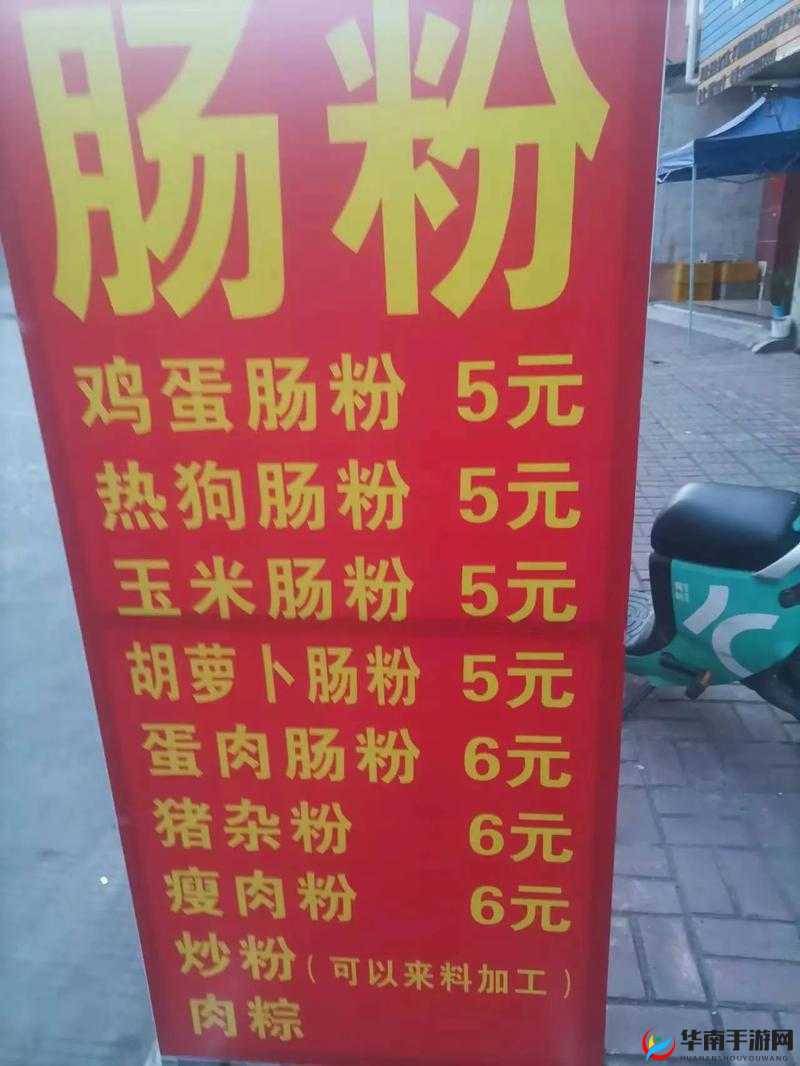 肠粉
鸡蛋肠粉 5元
热狗肠粉 5元
玉米肠粉 5元
胡萝卜肠粉 5元
蛋肉肠粉 6元
猪杂粉 6元
瘦肉粉 6元
炒粉(可以来料加工)
肉粽
华南手游网
HUANANSHOUYOUWANG